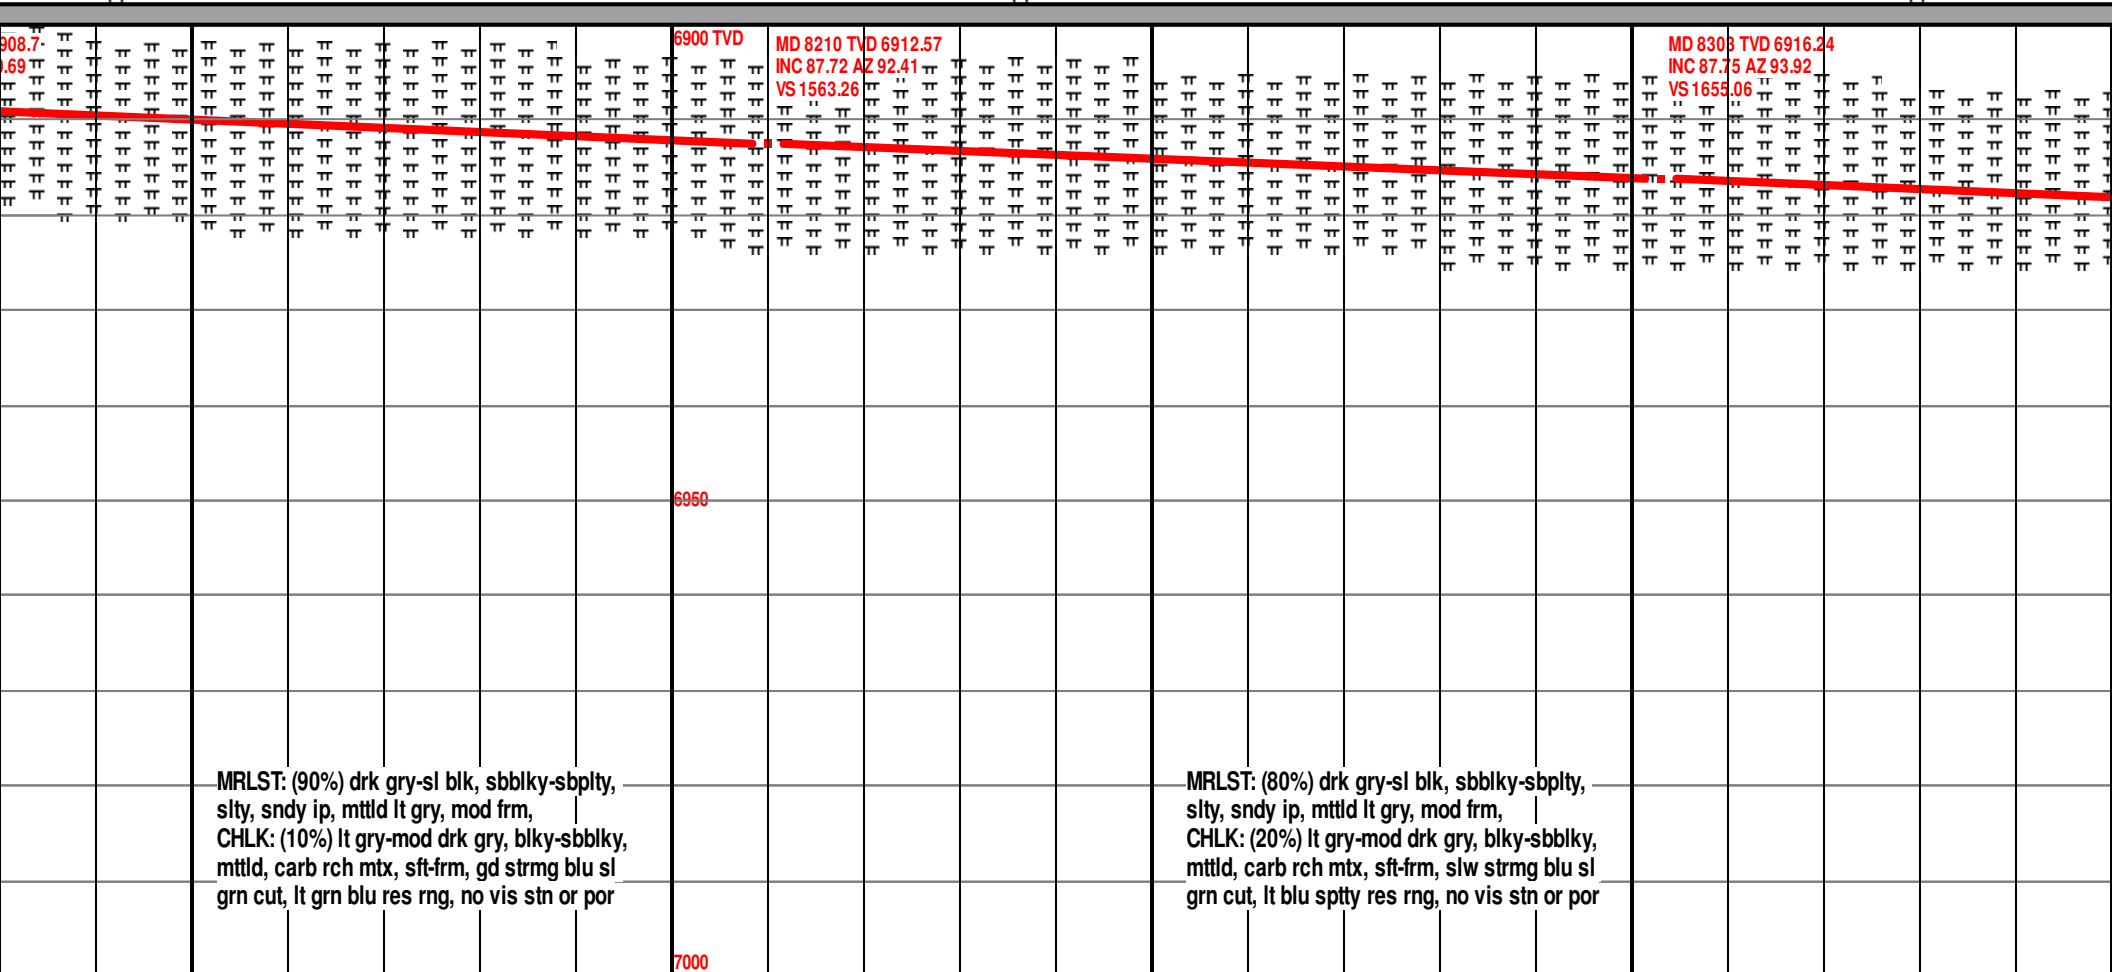 908.7
.69
6900 TVD
MD 8210 TVD 6912.57
INC 87.72 AZ 92.41
VS 1563.26
MD 8303 TVD 6916.24
INC 87.75 AZ 93.92
VS 1655.06
6950
MRLST: (90%) drk gry-sl blk, sbblky-sbplty,
slty, sndy ip, mttld lt gry, mod frm,
CHLK: (10%) lt gry-mod drk gry, blky-sbblky,
mttld, carb rch mtx, sft-frm, gd strmg blu sl
grn cut, lt grn blu res rng, no vis stn or por
MRLST: (80%) drk gry-sl blk, sbblky-sbplty,
slty, sndy ip, mttld lt gry, mod frm,
CHLK: (20%) lt gry-mod drk gry, blky-sbblky,
mttld, carb rch mtx, sft-frm, slw strmg blu sl
grn cut, lt blu sptty res rng, no vis stn or por
7000